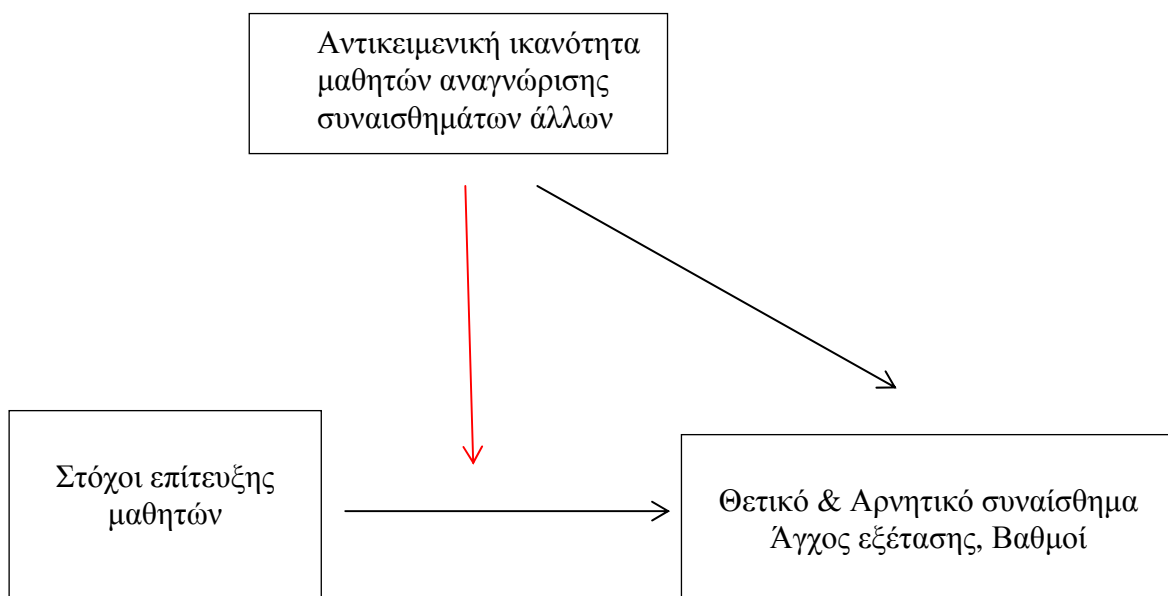 Αντικειμενική ικανότητα
μαθητών αναγνώρισης
συναισθημάτων άλλων
Στόχοι επίτευξης
μαθητών
Θετικό & Αρνητικό συναίσθημα
Άγχος εξέτασης, Βαθμοί